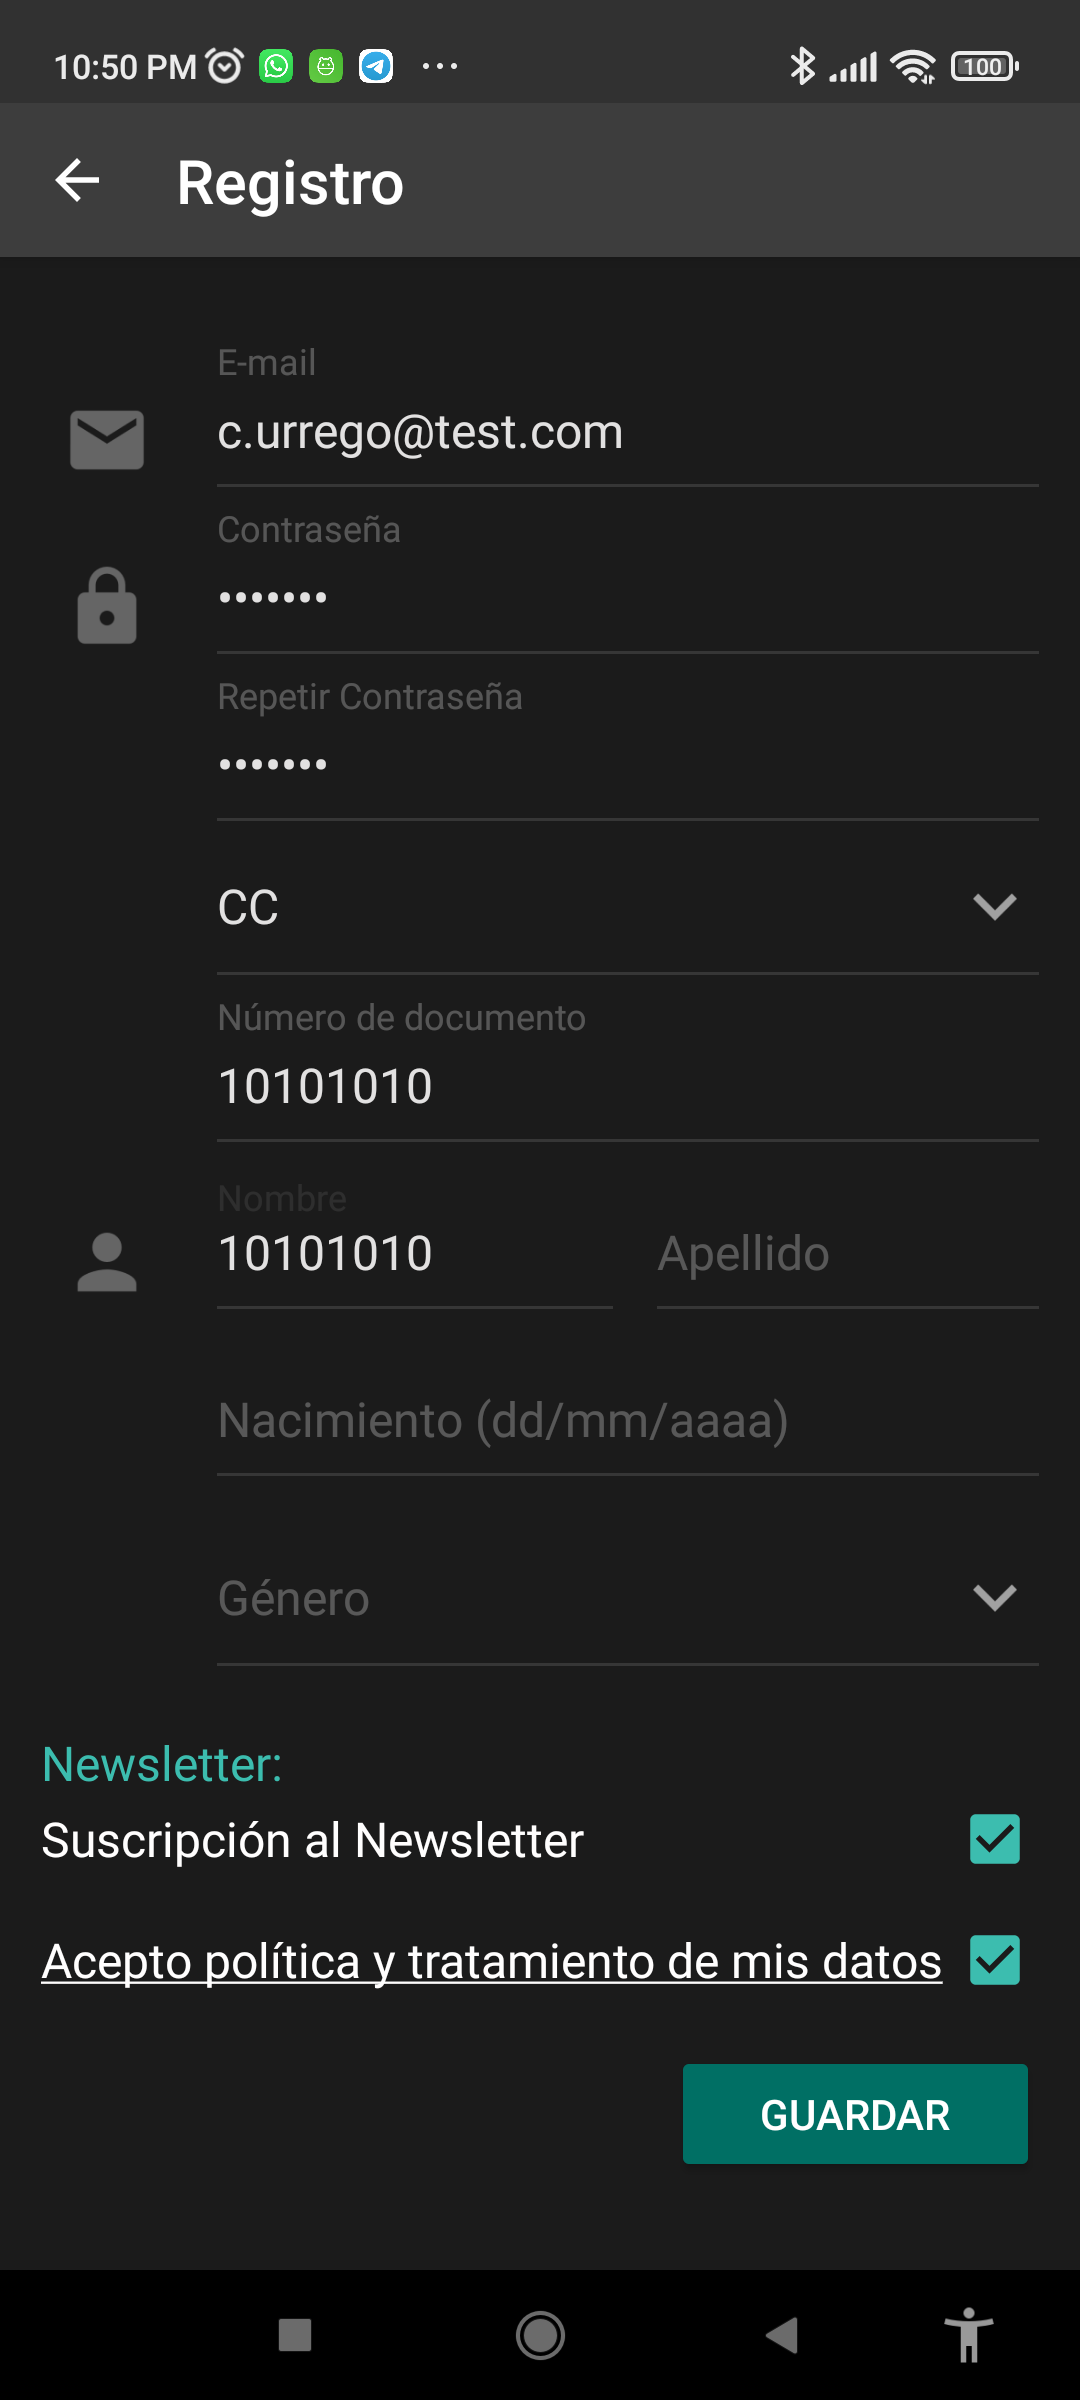 10:50 PM
100
Registro
E-mail
c.urrego@test.com
Contraseña
•••••••
Repetir Contraseña
•••••••
CC
Número de documento
10101010
Nombre
10101010
Apellido
Nacimiento (dd/mm/aaaa)
Género
Newsletter:
Suscripción al Newsletter
Acepto política y tratamiento de mis datos
GUARDAR